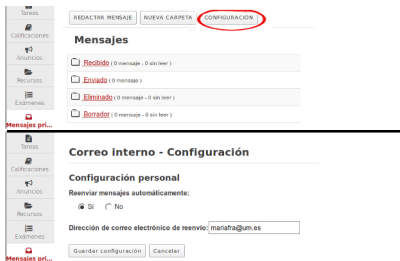 Tareas
Calificaciones
Anuncios
Recursos
Exámenes
Mensajes pri...
REDACTAR MENSAJE NUEVA CARPETA CONFIGURACIÓN
Mensajes
Recibido ( 0 mensaje - 0 sin leer )
Enviado ( 0 mensaje - 0 sin leer )
Eliminado ( 0 mensaje - 0 sin leer )
Borrador ( 0 mensaje - 0 sin leer )
Tareas
Calificaciones
Anuncios
Recursos
Exámenes
Mensajes pri...
Correo interno - Configuración
Configuración personal
Reenviar mensajes automáticamente:
Sí No
Dirección de correo electrónico de reenvío: mariafra@um.es
Guardar configuración Cancelar